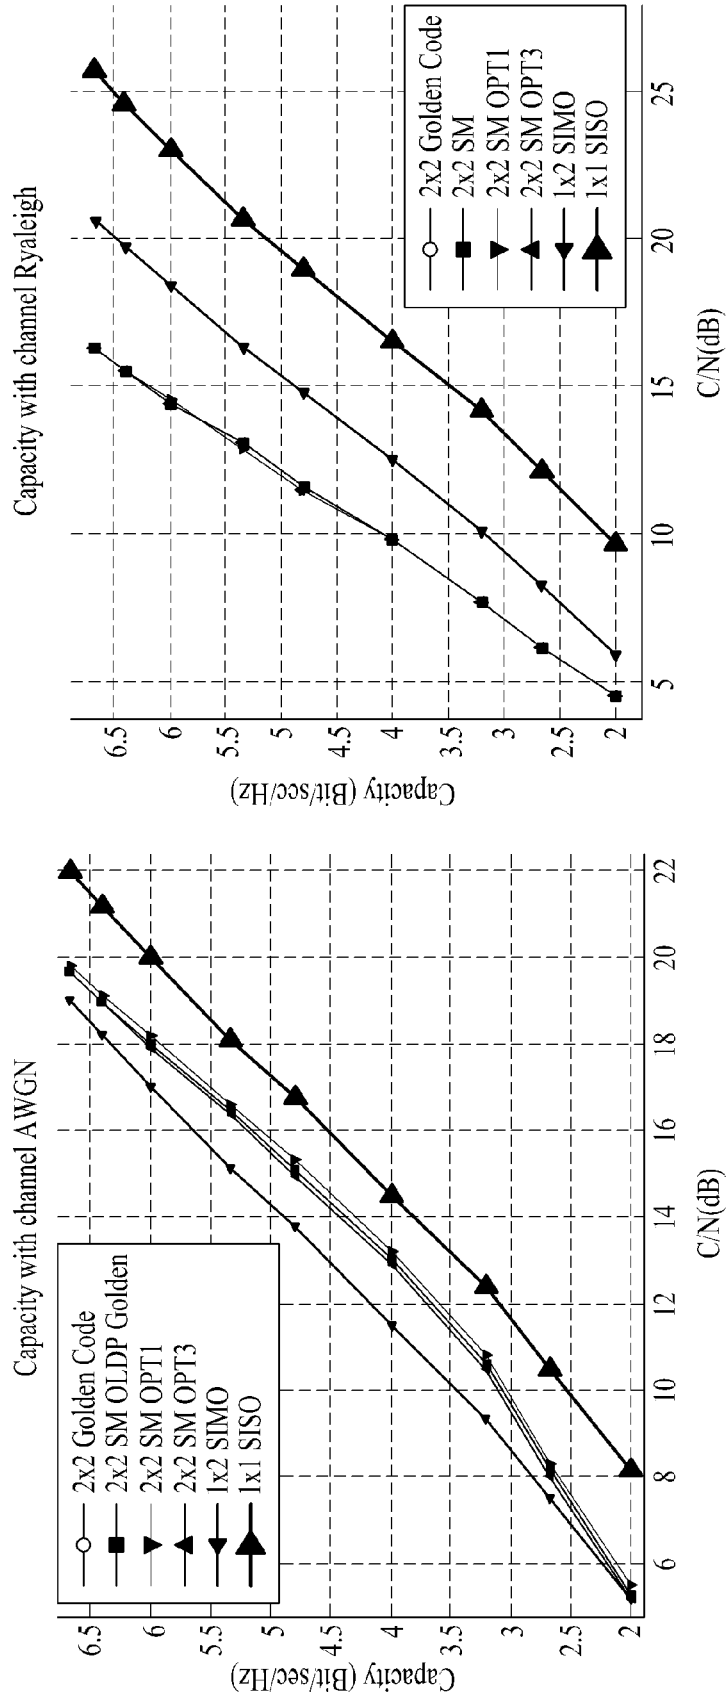 Capacity with channel AWGN
Capacity (Bit/sec/Hz)
6.5
6
5.5
5
4.5
4
3.5
3
2.5
2
2x2 Golden Code
2x2 SM OLDP Golden
2x2 SM OPT1
2x2 SM OPT3
1x2 SIMO
1x1 SISO
6
8
10
12
14
16
18
20
22
C/N(dB)
Capacity with channel Ryaleigh
Capacity (Bit/sec/Hz)
6.5
6
5.5
5
4.5
4
3.5
3
2.5
2
2x2 Golden Code
2x2 SM
2x2 SM OPT1
2x2 SM OPT3
1x2 SIMO
1x1 SISO
5
10
15
20
25
C/N(dB)